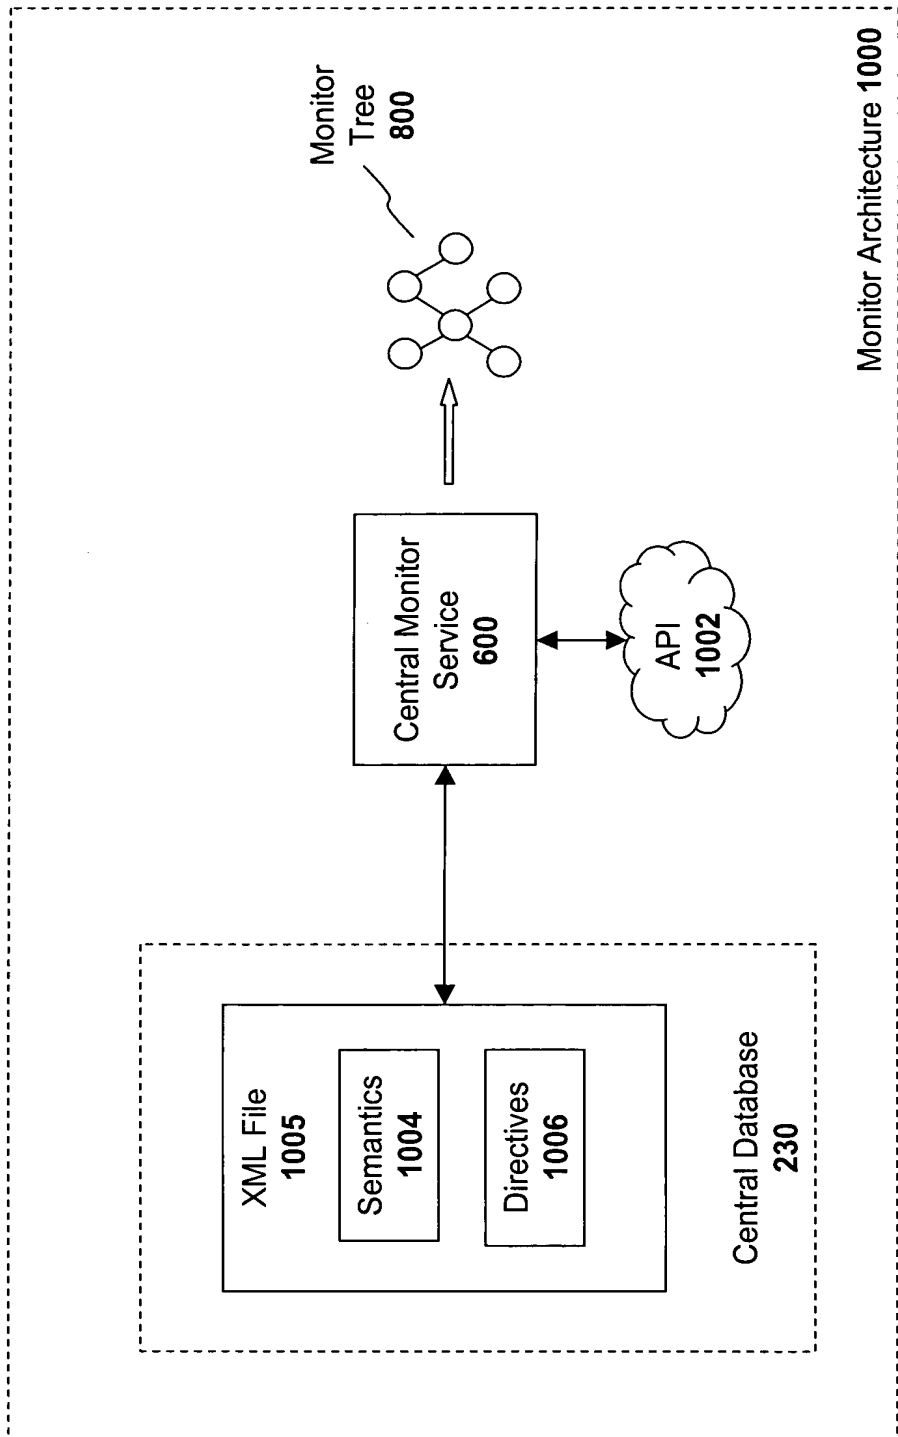 XML File
1005
Semantics
1004
Directives
1006
Central Database
230
Central Monitor
Service
600
API
1002
Monitor
Tree
800
Monitor Architecture 1000